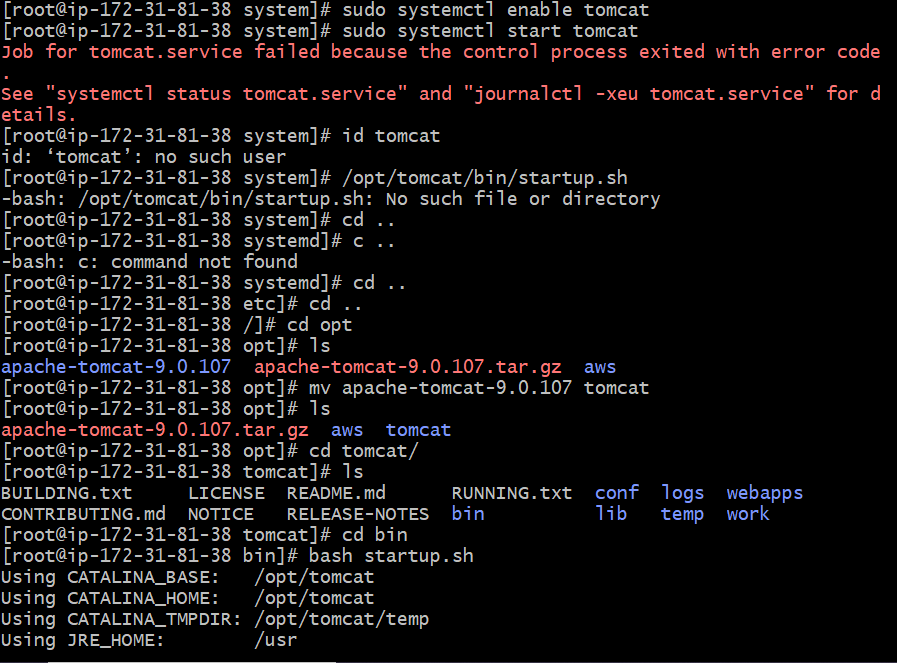 [root@ip-172-31-81-38 system]# sudo systemctl enable tomcat
[root@ip-172-31-81-38 system]# sudo systemctl start tomcat
Job for tomcat.service failed because the control process exited with error code
.
See "systemctl status tomcat.service" and "journalctl -xeu tomcat.service" for d
etails.
[root@ip-172-31-81-38 system]# id tomcat
id: ‘tomcat’: no such user
[root@ip-172-31-81-38 system]# /opt/tomcat/bin/startup.sh
-bash: /opt/tomcat/bin/startup.sh: No such file or directory
[root@ip-172-31-81-38 system]# cd ..
[root@ip-172-31-81-38 systemd]# c ..
-bash: c: command not found
[root@ip-172-31-81-38 systemd]# cd ..
[root@ip-172-31-81-38 etc]# cd ..
[root@ip-172-31-81-38 /]# cd opt
[root@ip-172-31-81-38 opt]# ls
apache-tomcat-9.0.107  apache-tomcat-9.0.107.tar.gz  aws
[root@ip-172-31-81-38 opt]# mv apache-tomcat-9.0.107 tomcat
[root@ip-172-31-81-38 opt]# ls
apache-tomcat-9.0.107.tar.gz  aws  tomcat
[root@ip-172-31-81-38 opt]# cd tomcat/
[root@ip-172-31-81-38 tomcat]# ls
BUILDING.txt     LICENSE  README.md      RUNNING.txt  conf  logs  webapps
CONTRIBUTING.md  NOTICE   RELEASE-NOTES  bin          lib   temp  work
[root@ip-172-31-81-38 tomcat]# cd bin
[root@ip-172-31-81-38 bin]# bash startup.sh
Using CATALINA_BASE:   /opt/tomcat
Using CATALINA_HOME:   /opt/tomcat
Using CATALINA_TMPDIR: /opt/tomcat/temp
Using JRE_HOME:        /usr